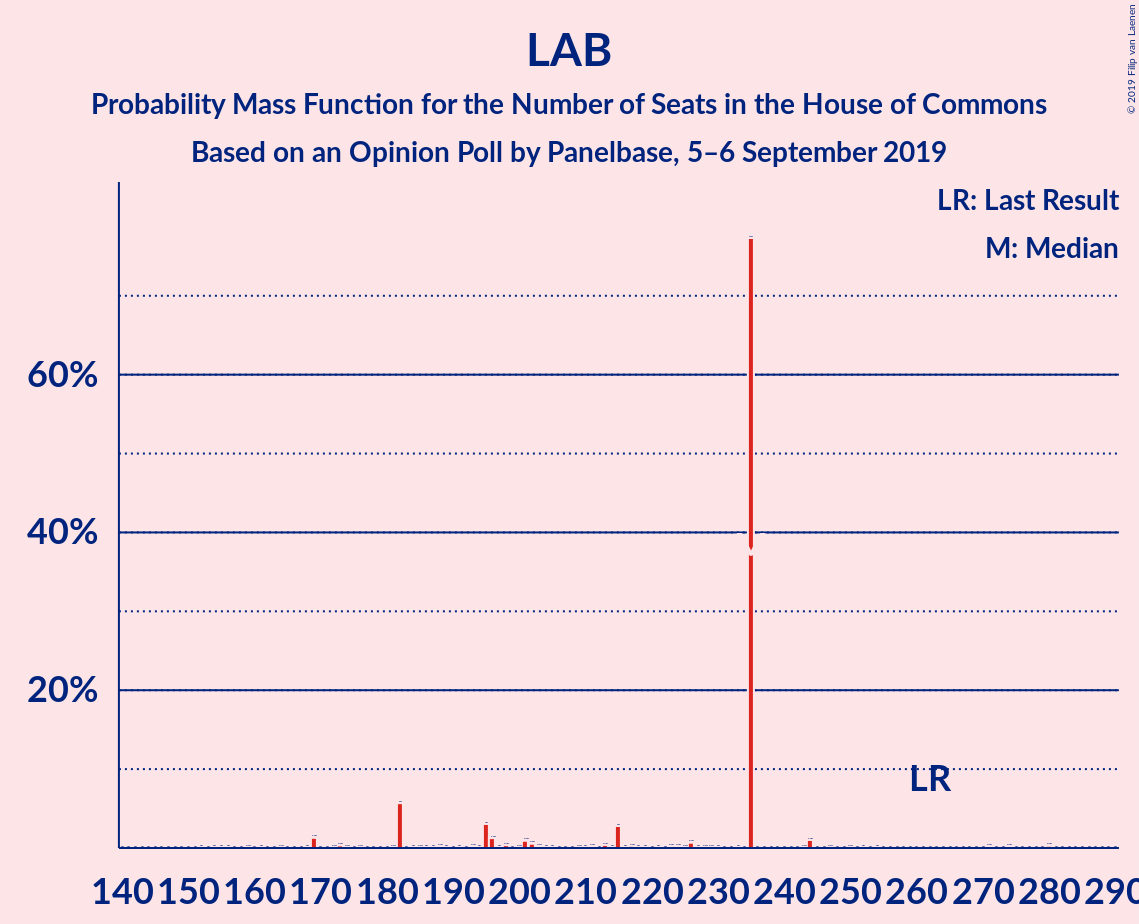 LAB
Probability Mass Function for the Number of Seats in the House of Commons
Based on an Opinion Poll by Panelbase, 5–6 September 2019
© 2019 Filip van Laenen
LR: Last Result
M: Median
60%
40%
20%
LR
140 150 160 170 180 190 200 210 220 230 240 250 260 270 280 290